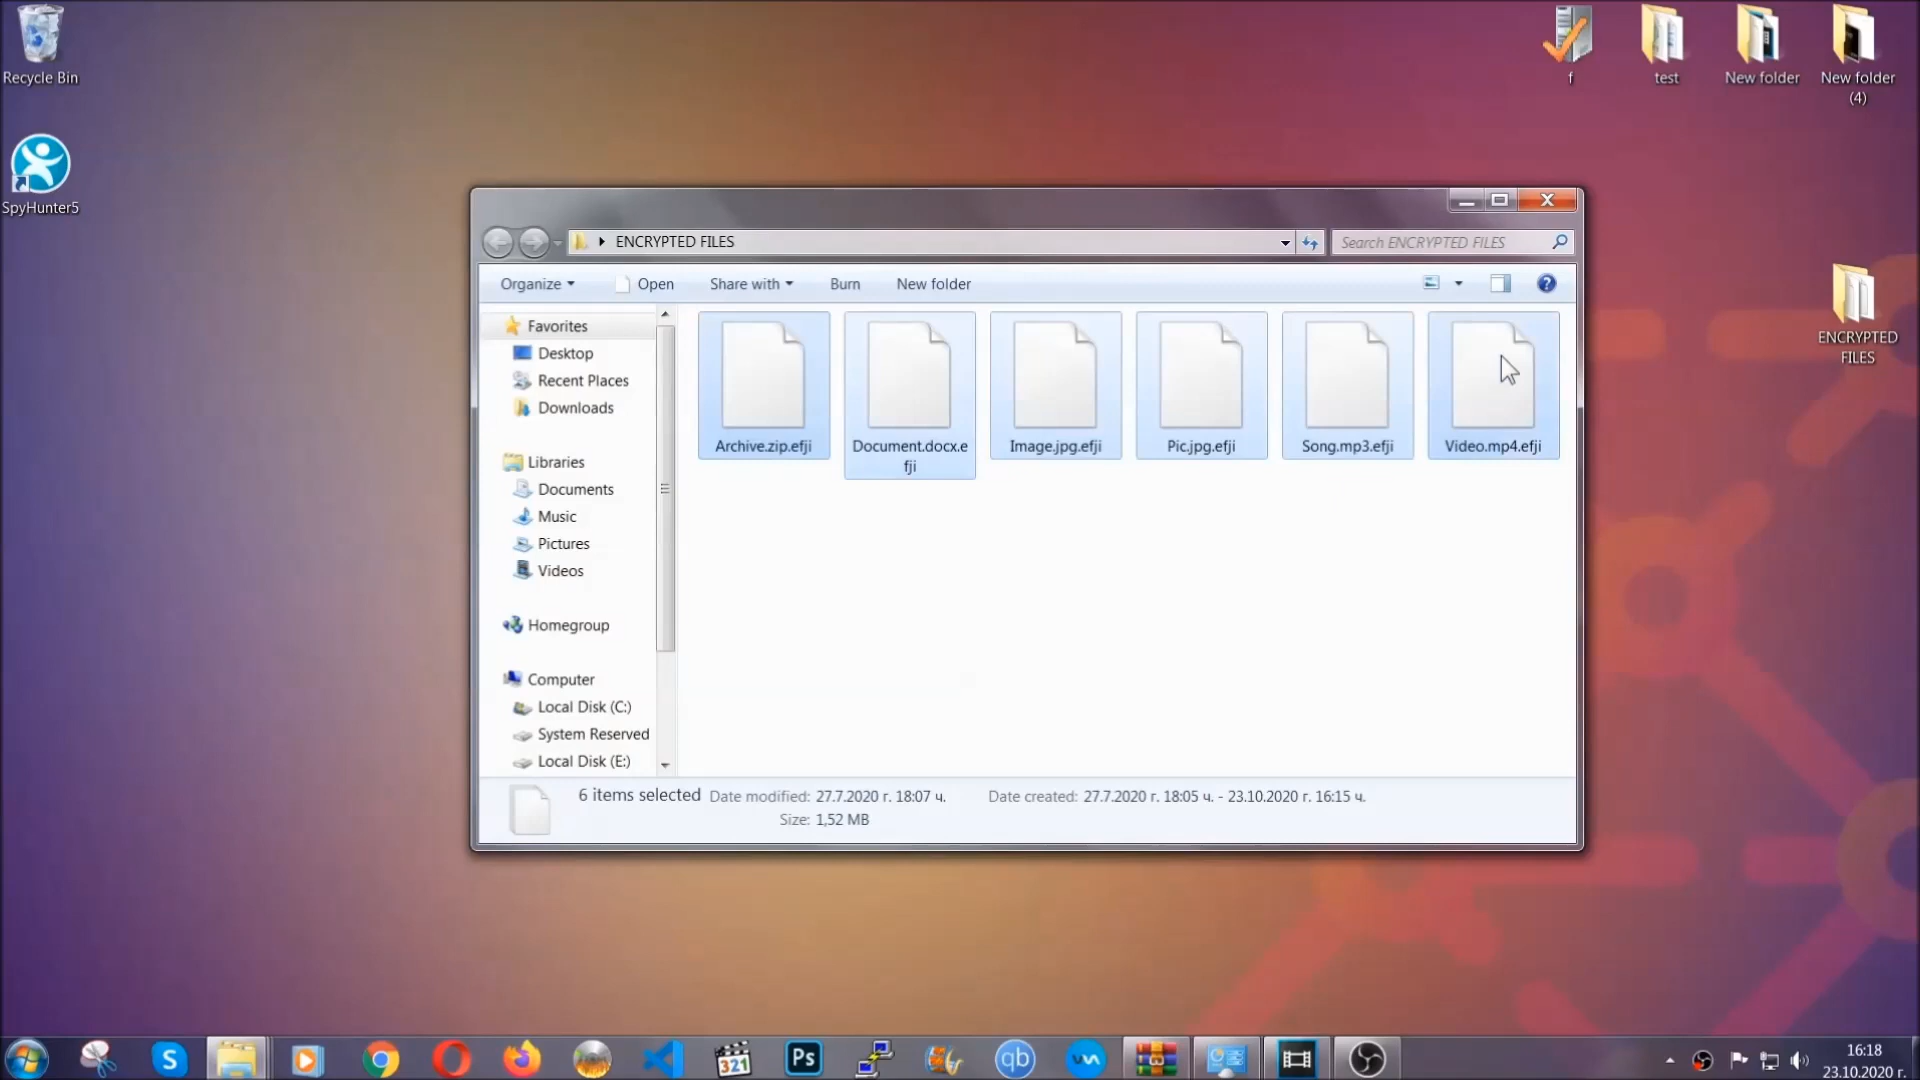 Recycle Bin
SpyHunter5
f
test
New folder
New folder
(4)
ENCRYPTED
FILES
ENCRYPTED FILES
Search ENCRYPTED FILES
Organize
Open
Share with
Burn
New folder
Favorites
Desktop
Recent Places
Downloads
Libraries
Documents
Music
Pictures
Videos
Homegroup
Computer
Local Disk (C:)
System Reserved
Local Disk (E:)
Archive.zip.efji
Document.docx.e
fji
Image.jpg.efji
Pic.jpg.efji
Song.mp3.efji
Video.mp4.efji
6 items selected Date modified: 27.7.2020 г. 18:07 ч. Date created: 27.7.2020 г. 18:05 ч. - 23.10.2020 г. 16:15 ч.
Size: 1,52 MB
S
321
Ps
qb
16:18
23.10.2020 г.